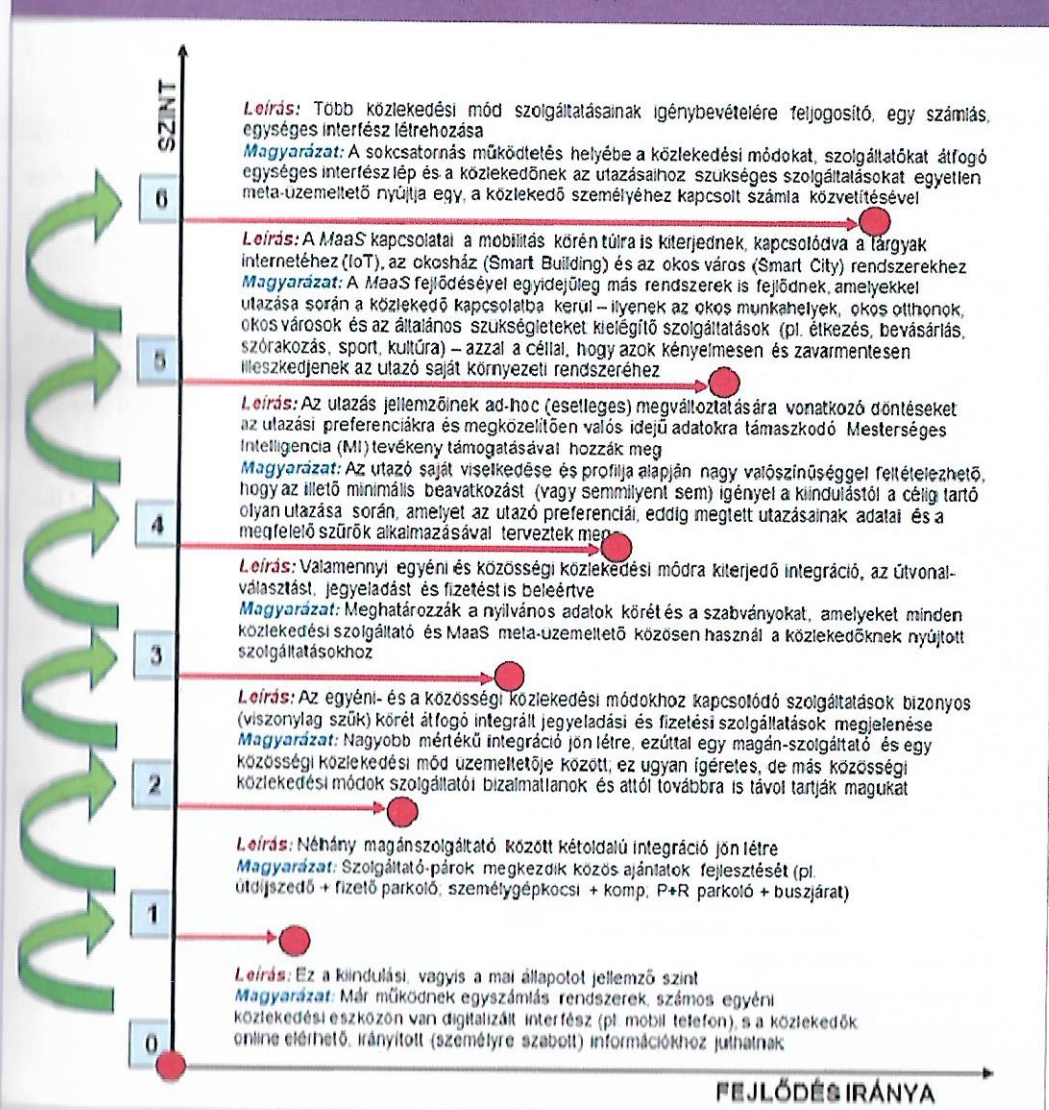 SZINT
Leírás: Több közlekedési mód szolgáltatásainak igénybevételére feljogosító, egy számlás,
egységes interfész létrehozása
Magyarázat: A sokcsatornás működtetés helyébe a közlekedési módokat, szolgáltatókat átfogó
egységes interfész lép és a közlekedőnek az utazásaihoz szükséges szolgáltatásokat egyetlen
meta-üzemeltető nyújtja egy, a közlekedő személyéhez kapcsolt számla közvetítésével
6
Leírás: A MaaS kapcsolatai a mobilitás körén túlra is kiterjednek, kapcsolódva a tárgyak
internetéhez (IoT), az okosház (Smart Building) és az okos város (Smart City) rendszerekhez
Magyarázat: A MaaS fejlődésével egyidejűleg más rendszerek is fejlődnek, amelyekkel
utazása során a közlekedő kapcsolatba kerül – ilyenek az okos munkahelyek, okos otthonok,
okos városok és az általános szükségleteket kielégítő szolgáltatások (pl. étkezés, bevásárlás,
szórakozás, sport, kultúra) – azzal a céllal, hogy azok kényelmesen és zavarmentesen
illeszkedjenek az utazó saját környezeti rendszeréhez
5
Leírás: Az utazás jellemzőinek ad-hoc (esetleges) megváltoztatására vonatkozó döntéseket
az utazási preferenciákra és megközelítően valós idejű adatokra támaszkodó Mesterséges
Intelligencia (MI) tevékeny támogatásával hozzák meg
Magyarázat: Az utazó saját viselkedése és profilja alapján nagy valószínűséggel feltételezhető,
hogy az illető minimális beavatkozást (vagy semmilyent sem) igényel a kiindulástól a célig tartó
olyan utazása során, amelyet az utazó preferenciái, eddig megtett utazásainak adatai és a
megfelelő szűrők alkalmazásával terveztek meg
4
Leírás: Valamennyi egyéni és közösségi közlekedési módra kiterjedő integráció, az útvonal-
választást, jegyeladást és fizetést is beleértve
Magyarázat: Meghatározzák a nyilvános adatok körét és a szabványokat, amelyeket minden
közlekedési szolgáltató és MaaS meta-üzemeltető közösen használ a közlekedőknek nyújtott
szolgáltatásokhoz
3
Leírás: Az egyéni- és a közösségi közlekedési módokhoz kapcsolódó szolgáltatások bizonyos
(viszonylag szűk) körét átfogó integrált jegyeladási és fizetési szolgáltatások megjelenése
Magyarázat: Nagyobb mértékű integráció jön létre, ezúttal egy magán-szolgáltató és egy
közösségi közlekedési mód üzemeltetője között; ez ugyan ígéretes, de más közösségi
közlekedési módok szolgáltatói bizalmatlanok és attól továbbra is távol tartják magukat
2
Leírás: Néhány magánszolgáltató között kétoldalú integráció jön létre
Magyarázat: Szolgáltató-párok megkezdik közös ajánlatok fejlesztését (pl.
útdíjszedő + fizető parkoló; személygépkocsi + komp; P+R parkoló + buszjárat)
1
Leírás: Ez a kiindulási, vagyis a mai állapotot jellemző szint
Magyarázat: Már működnek egyszámlás rendszerek, számos egyéni
közlekedési eszközön van digitalizált interfész (pl. mobil telefon), s a közlekedők
online elérhető, irányított (személyre szabott) információkhoz juthatnak
0
FEJLŐDÉS IRÁNYA